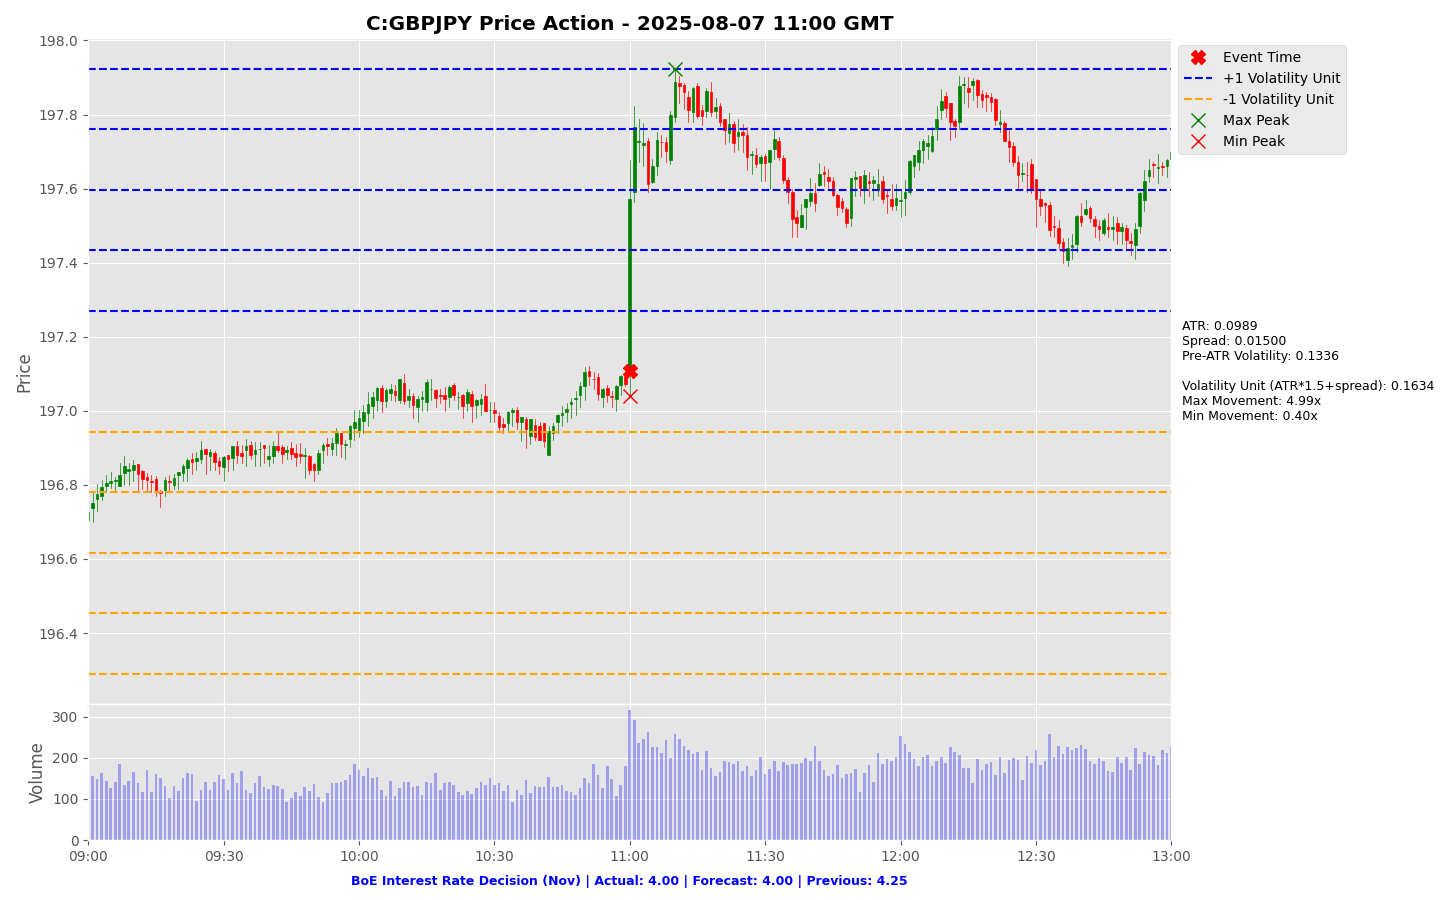 C:GBPJPY Price Action - 2025-08-07 11:00 GMT
Price
198.0
197.8
197.6
197.4
197.2
197.0
196.8
196.6
196.4
Event Time
+1 Volatility Unit
-1 Volatility Unit
Max Peak
Min Peak
ATR: 0.0989
Spread: 0.01500
Pre-ATR Volatility: 0.1336
Volatility Unit (ATR*1.5+spread): 0.1634
Max Movement: 4.99x
Min Movement: 0.40x
Volume
300
200
100
0
09:00 09:30 10:00 10:30 11:00 11:30 12:00 12:30 13:00
BoE Interest Rate Decision (Nov) | Actual: 4.00 | Forecast: 4.00 | Previous: 4.25